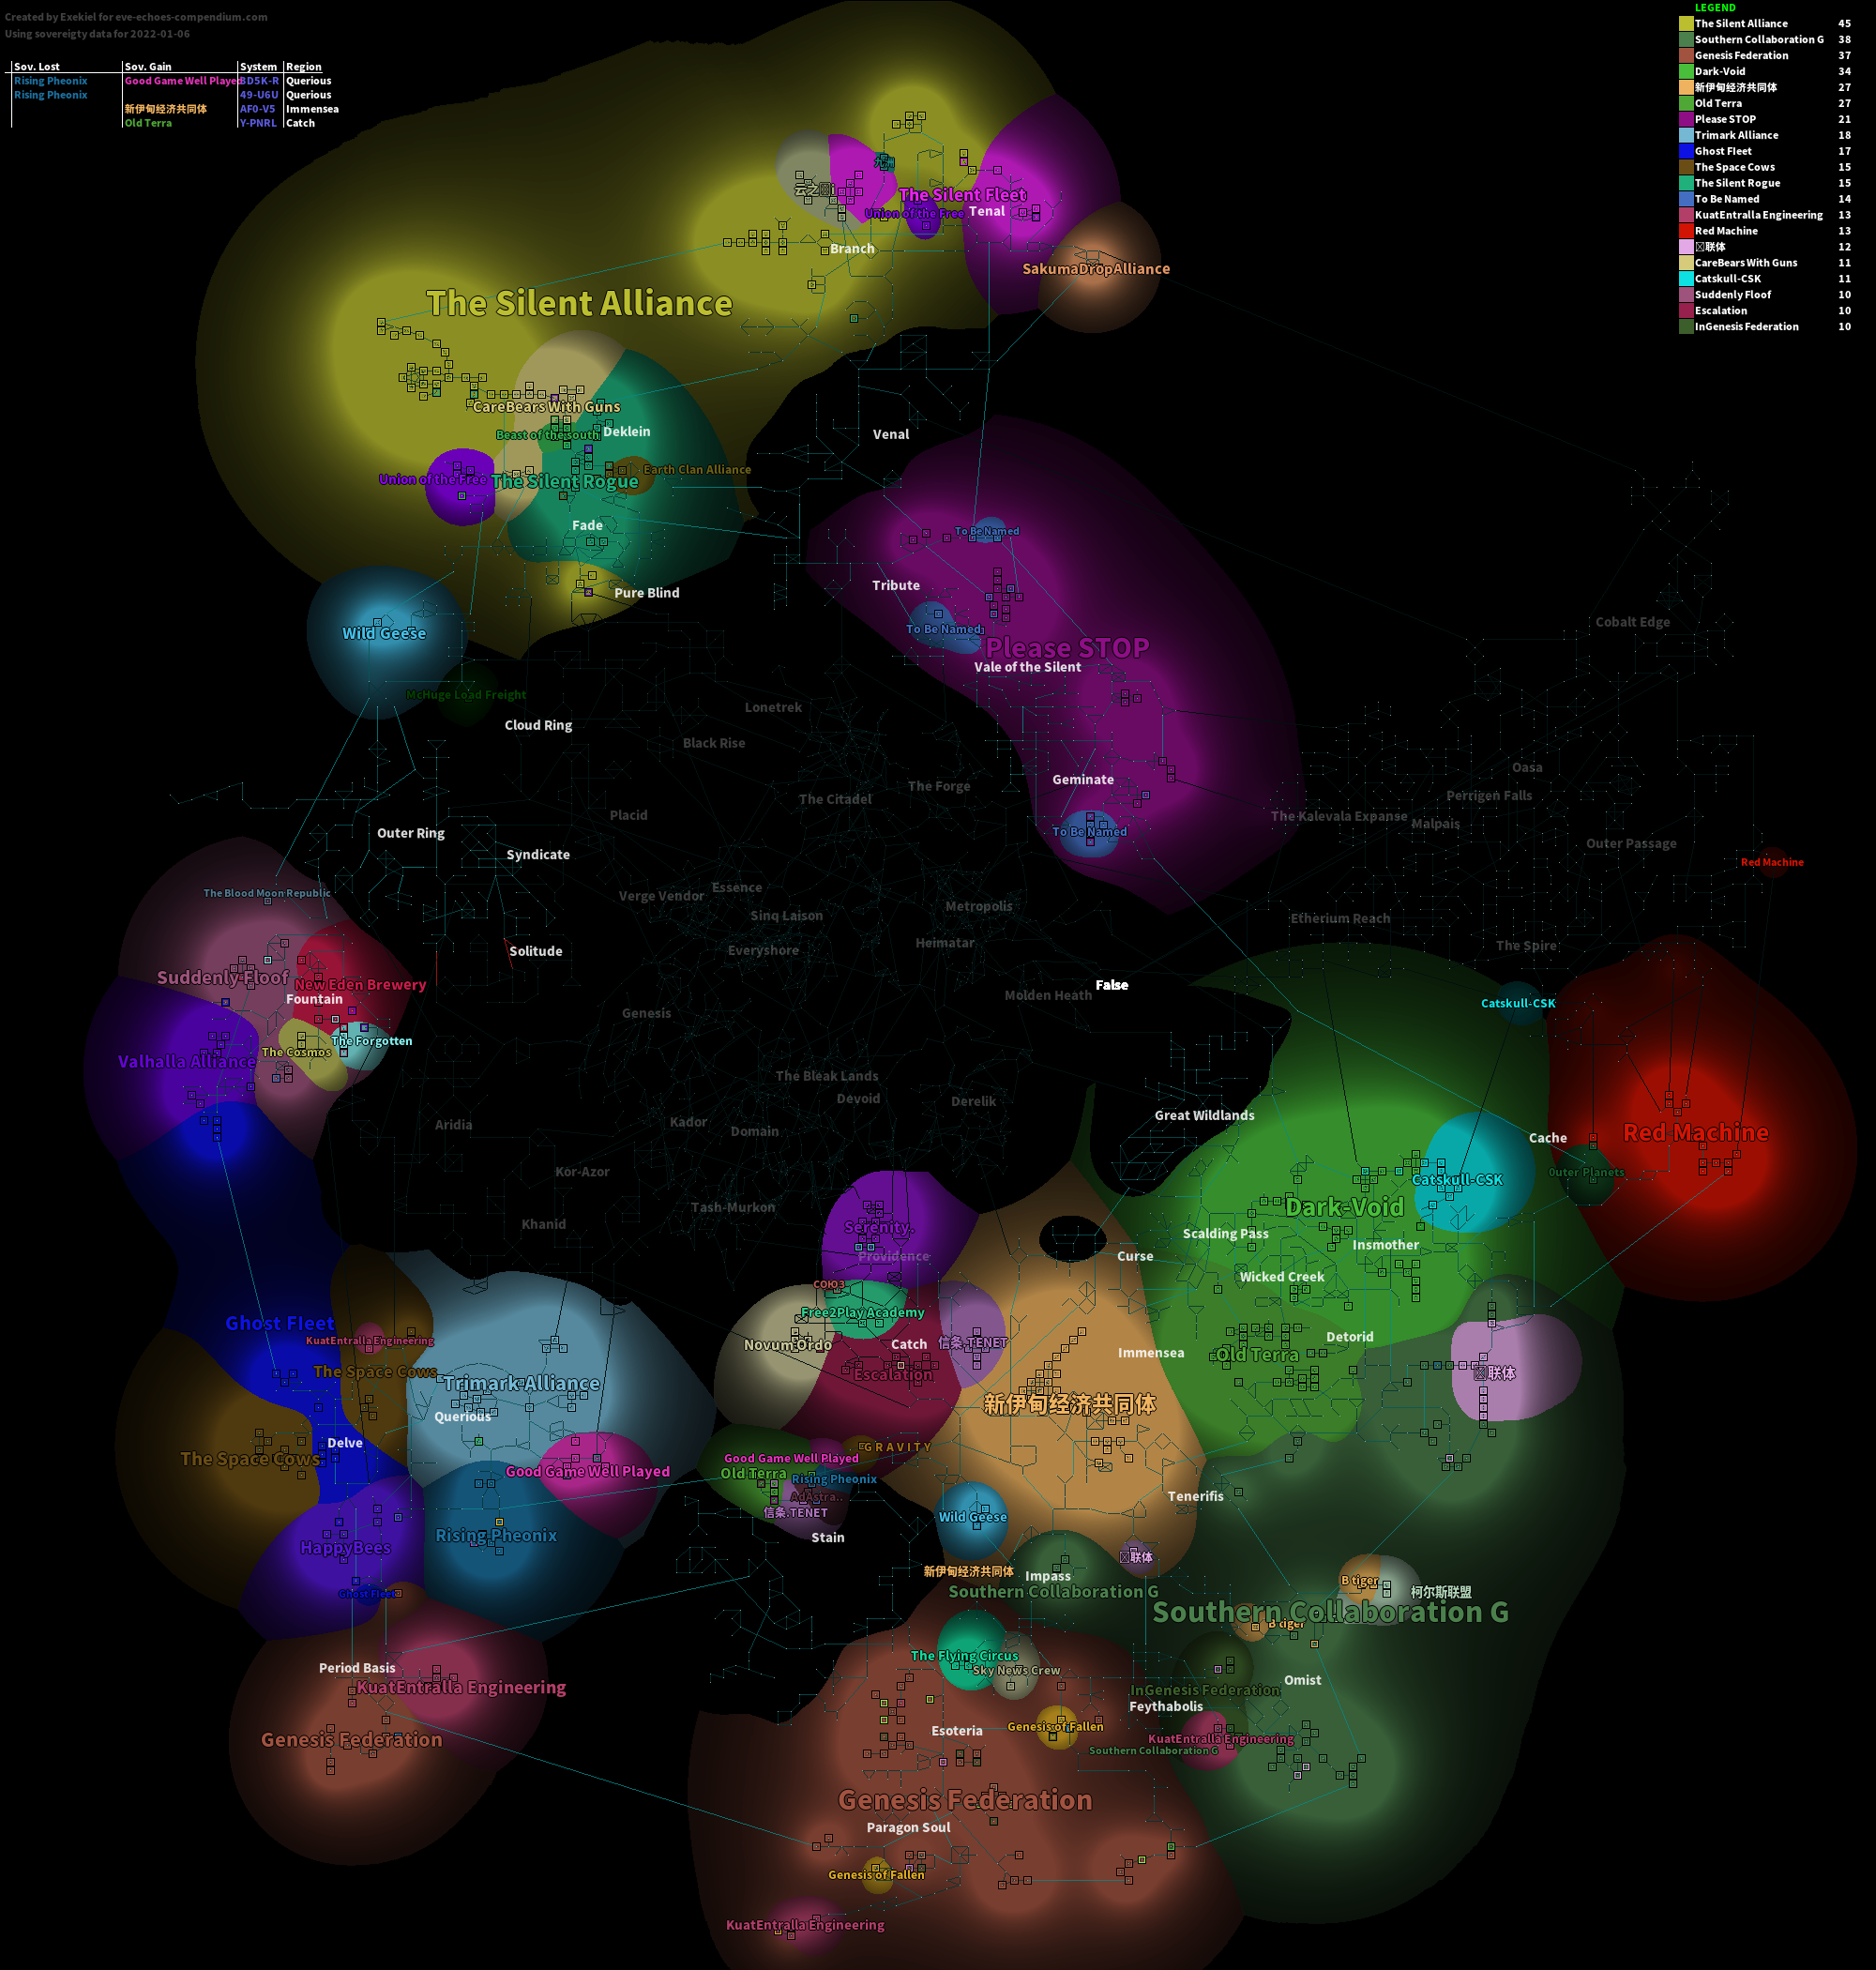 Created by Exekiel for eve-echoes-compendium.com
Using sovereigty data for 2022-01-06
Sov. Lost Sov. Gain System Region
Rising Pheonix Good Game Well Played BD5K-R Querious
Rising Pheonix 49-U6U Querious
新伊甸经济共同体 AF0-V5 Immensea
Old Terra Y-PNRL Catch
LEGEND
The Silent Alliance 45
Southern Collaboration G 38
Genesis Federation 37
Dark-Void 34
新伊甸经济共同体 27
Old Terra 27
Please STOP 21
Trimark Alliance 18
Ghost Fleet 17
The Space Cows 15
The Silent Rogue 15
To Be Named 14
KuatEntralla Engineering 13
Red Machine 13
联体 12
CareBears With Guns 11
Catskull-CSK 11
Suddenly Floof 10
Escalation 10
InGenesis Federation 10
云之 i
The Silent Fleet
Union of the Free
Tenal
Branch
SakumaDropAlliance
The Silent Alliance
CareBears With Guns
Beast of the south
Deklein
Venal
Union of the Free
The Silent Rogue
Earth Clan Alliance
Fade
To Be Named
Tribute
Pure Blind
Cobalt Edge
Wild Geese
To Be Named
Please STOP
Vale of the Silent
McHuge Load Freight
Cloud Ring
Lonetrek
Black Rise
Oasa
Geminate
The Forge
Perrigen Falls
The Citadel
Placid
The Kalevala Expanse
Malpais
Outer Ring
To Be Named
Outer Passage
Syndicate
Red Machine
The Blood Moon Republic
Verge Vendor
Essence
Metropolis
Sinq Laison
Etherium Reach
Solitude
Everyshore
Heimatar
The Spire
Suddenly Floof
New Eden Brewery
False
Fountain
Molden Heath
Catskull-CSK
Genesis
The Forgotten
The Cosmos
Valhalla Alliance
The Bleak Lands
Devoid
Derelik
Great Wildlands
Aridia
Kador
Domain
Cache
Red Machine
Kor-Azor
Outer Planets
Catskull-CSK
Tash-Murkon
Dark-Void
Khanid
Serenity.
Scalding Pass
Insmother
Providence
Curse
Wicked Creek
СОЮЗ
Ghost Fleet
Free2Play Academy
KuatEntralla Engineering
Novum Ordo
Catch
信条.TENET
Detorid
Immensea
Old Terra
The Space Cows
Escalation
联体
Trimark Alliance
新伊甸经济共同体
Querious
Delve
The Space Cows
Good Game Well Played
GRAVITY
Good Game Well Played
Old Terra
Rising Pheonix
AdAstra..
Tenerifis
信条.TENET
Wild Geese
Rising Pheonix
Stain
HappyBees
联体
新伊甸经济共同体
Impass
Ghost Fleet
Southern Collaboration G
B tiger
柯尔斯联盟
Southern Collaboration G
B tiger
The Flying Circus
Sky News Crew
Period Basis
KuatEntralla Engineering
Omist
InGenesis Federation
Feythabolis
Esoteria
Genesis of Fallen
Genesis Federation
KuatEntralla Engineering
Southern Collaboration G
Genesis Federation
Paragon Soul
Genesis of Fallen
KuatEntralla Engineering